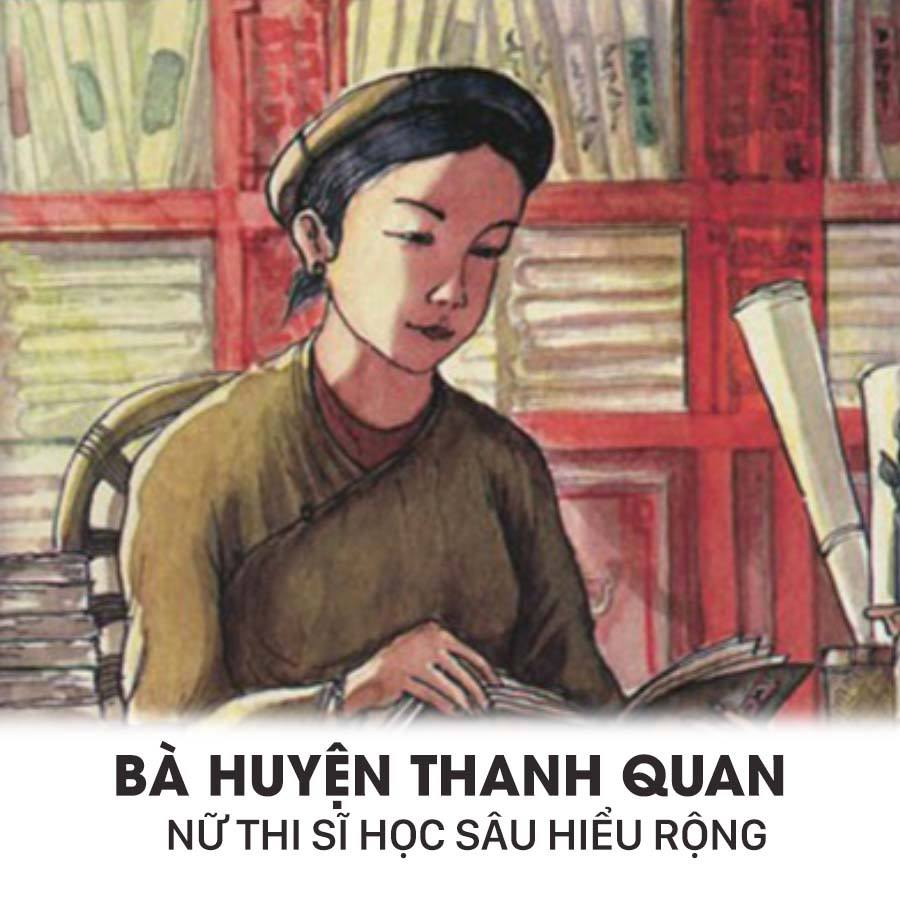 BÀ HUYỆN THANH QUAN
NỮ THI SĨ HỌC SÂU HIỂU RỘNG